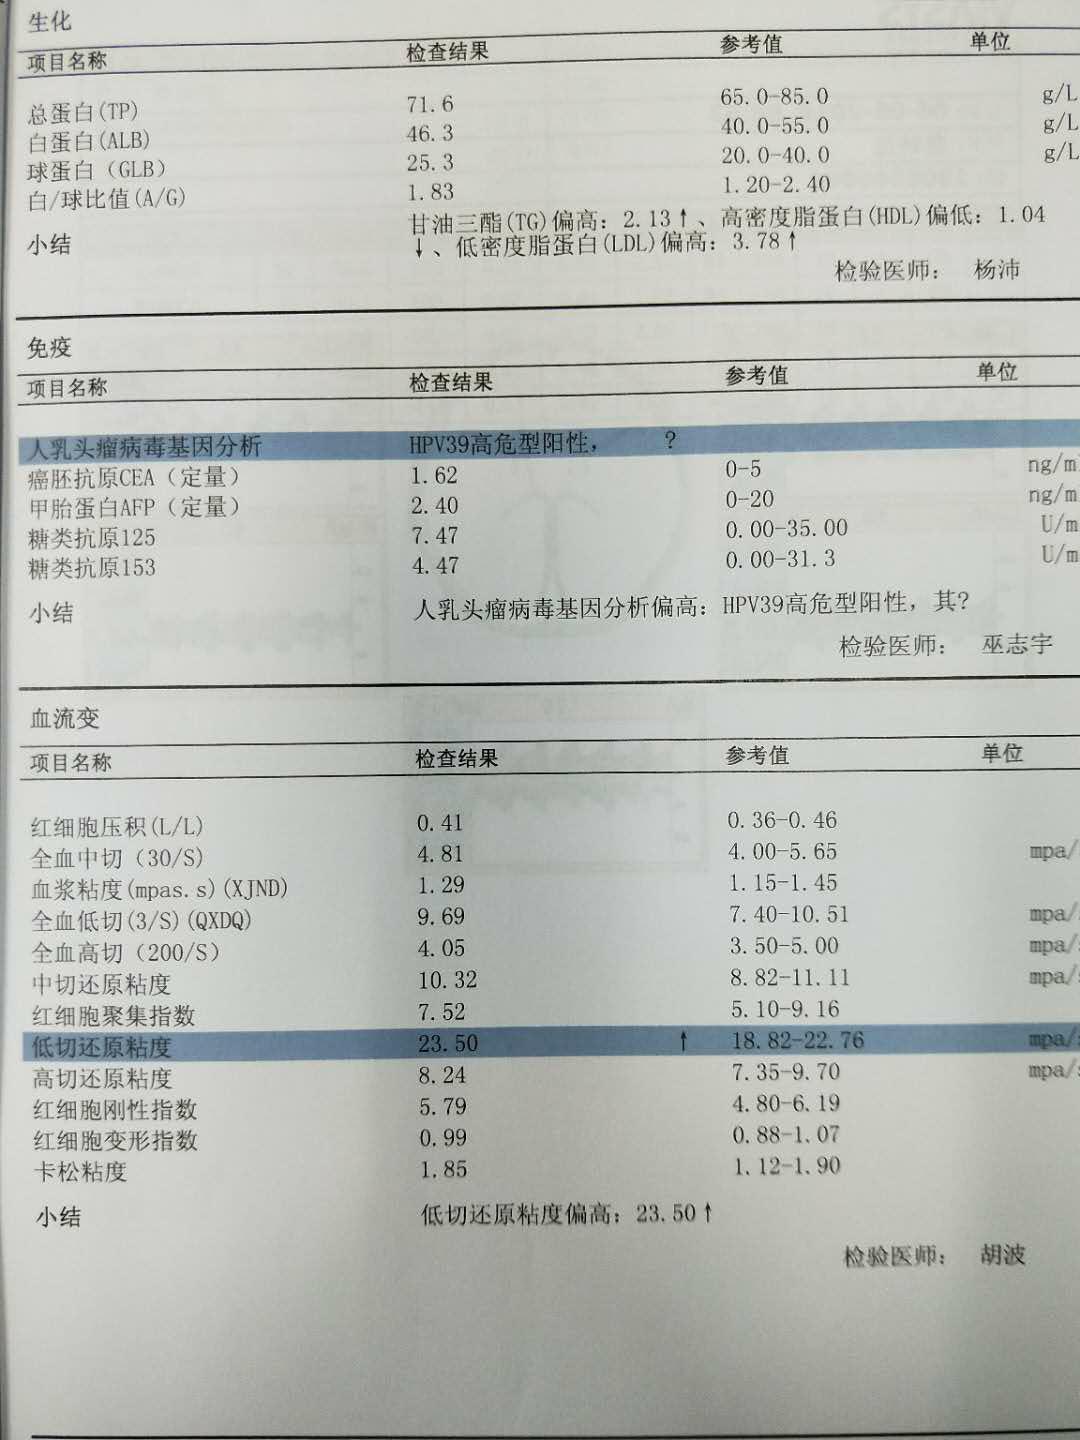 生化
项目名称 检查结果 参考值 单位
总蛋白(TP) 71.6 65.0-85.0 g/L
白蛋白(ALB) 46.3 40.0-55.0 g/L
球蛋白（GLB） 25.3 20.0-40.0 g/L
白/球比值(A/G) 1.83 1.20-2.40
小结 甘油三酯(TG)偏高：2.13↑、高密度脂蛋白(HDL)偏低：1.04
↓、低密度脂蛋白(LDL)偏高：3.78↑
检验医师： 杨沛
免疫
项目名称 检查结果 参考值 单位
人乳头瘤病毒基因分析 HPV39高危型阳性， ?
癌胚抗原CEA（定量） 1.62 0-5 ng/m
甲胎蛋白AFP（定量） 2.40 0-20 ng/m
糖类抗原125 7.47 0.00-35.00 U/m
糖类抗原153 4.47 0.00-31.3 U/m
小结 人乳头瘤病毒基因分析偏高：HPV39高危型阳性，其?
检验医师： 巫志宇
血流变
项目名称 检查结果 参考值 单位
红细胞压积(L/L) 0.41 0.36-0.46
全血中切（30/S） 4.81 4.00-5.65 mpa/
血浆粘度(mpas.s)(XJND) 1.29 1.15-1.45
全血低切(3/S)(QXDQ) 9.69 7.40-10.51 mpa/
全血高切（200/S） 4.05 3.50-5.00 mpa/s
中切还原粘度 10.32 8.82-11.11 mpa/s
红细胞聚集指数 7.52 5.10-9.16
低切还原粘度 23.50 ↑ 18.82-22.76 mpa/s
高切还原粘度 8.24 7.35-9.70 mpa/s
红细胞刚性指数 5.79 4.80-6.19
红细胞变形指数 0.99 0.88-1.07
卡松粘度 1.85 1.12-1.90
小结 低切还原粘度偏高：23.50↑
检验医师： 胡波